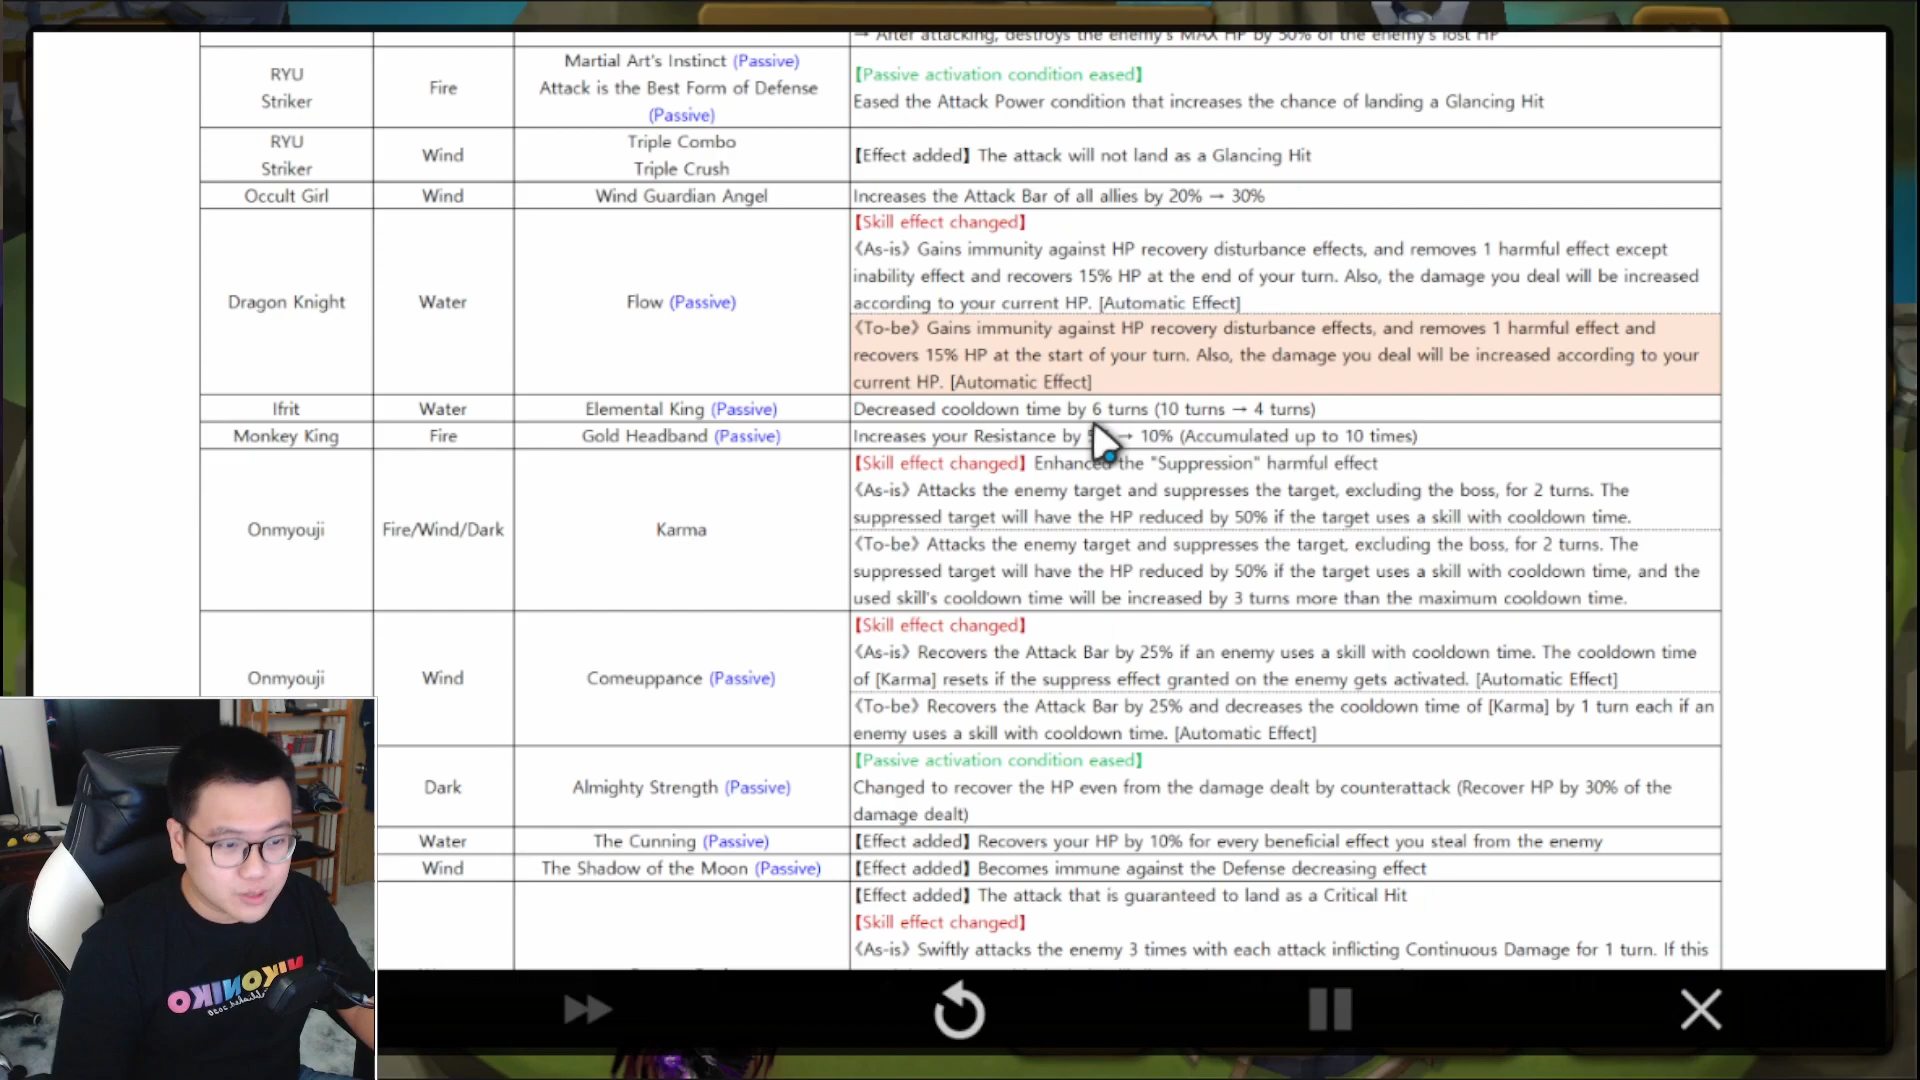 → After attacking, destroys the enemy's MAX HP by 50% of the enemy's lost HP
RYU
Striker
Fire
Martial Art's Instinct (Passive)
Attack is the Best Form of Defense
(Passive)
【Passive activation condition eased】
Eased the Attack Power condition that increases the chance of landing a Glancing Hit
RYU
Striker
Wind
Triple Combo
Triple Crush
【Effect added】 The attack will not land as a Glancing Hit
Occult Girl
Wind
Wind Guardian Angel
Increases the Attack Bar of all allies by 20% → 30%
Dragon Knight
Water
Flow (Passive)
【Skill effect changed】
《As-is》 Gains immunity against HP recovery disturbance effects, and removes 1 harmful effect except
inability effect and recovers 15% HP at the end of your turn. Also, the damage you deal will be increased
according to your current HP. [Automatic Effect]
《To-be》 Gains immunity against HP recovery disturbance effects, and removes 1 harmful effect and
recovers 15% HP at the start of your turn. Also, the damage you deal will be increased according to your
current HP. [Automatic Effect]
Ifrit
Water
Elemental King (Passive)
Decreased cooldown time by 6 turns (10 turns → 4 turns)
Monkey King
Fire
Gold Headband (Passive)
Increases your Resistance by → 10% (Accumulated up to 10 times)
Onmyouji
Fire/Wind/Dark
Karma
【Skill effect changed】 Enhanced the "Suppression" harmful effect
《As-is》 Attacks the enemy target and suppresses the target, excluding the boss, for 2 turns. The
suppressed target will have the HP reduced by 50% if the target uses a skill with cooldown time.
《To-be》 Attacks the enemy target and suppresses the target, excluding the boss, for 2 turns. The
suppressed target will have the HP reduced by 50% if the target uses a skill with cooldown time, and the
used skill's cooldown time will be increased by 3 turns more than the maximum cooldown time.
Onmyouji
Wind
Comeuppance (Passive)
【Skill effect changed】
《As-is》 Recovers the Attack Bar by 25% if an enemy uses a skill with cooldown time. The cooldown time
of [Karma] resets if the suppress effect granted on the enemy gets activated. [Automatic Effect]
《To-be》 Recovers the Attack Bar by 25% and decreases the cooldown time of [Karma] by 1 turn each if an
enemy uses a skill with cooldown time. [Automatic Effect]
Dark
Almighty Strength (Passive)
【Passive activation condition eased】
Changed to recover the HP even from the damage dealt by counterattack (Recover HP by 30% of the
damage dealt)
Water
The Cunning (Passive)
【Effect added】 Recovers your HP by 10% for every beneficial effect you steal from the enemy
Wind
The Shadow of the Moon (Passive)
【Effect added】 Becomes immune against the Defense decreasing effect
【Effect added】 The attack that is guaranteed to land as a Critical Hit
【Skill effect changed】
《As-is》 Swiftly attacks the enemy 3 times with each attack inflicting Continuous Damage for 1 turn. If this
NIKONIKO